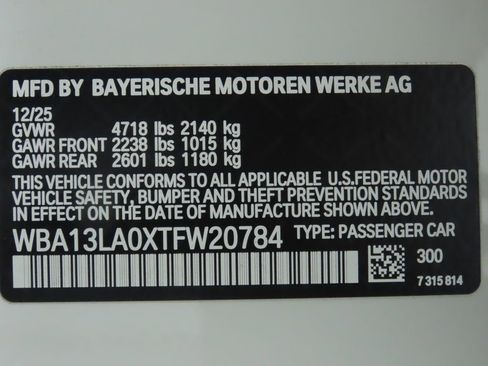 MFD BY BAYERISCHE MOTOREN WERKE AG
12/25
GVWR 4718 lbs 2140 kg
GAWR FRONT 2238 lbs 1015 kg
GAWR REAR 2601 lbs 1180 kg
THIS VEHICLE CONFORMS TO ALL APPLICABLE U.S.FEDERAL MOTOR
VEHICLE SAFETY, BUMPER AND THEFT PREVENTION STANDARDS
IN EFFECT ON THE DATE OF MANUFACTURE SHOWN ABOVE.
WBA13LA0XTFW20784 TYPE: PASSENGER CAR
300
7 315 814